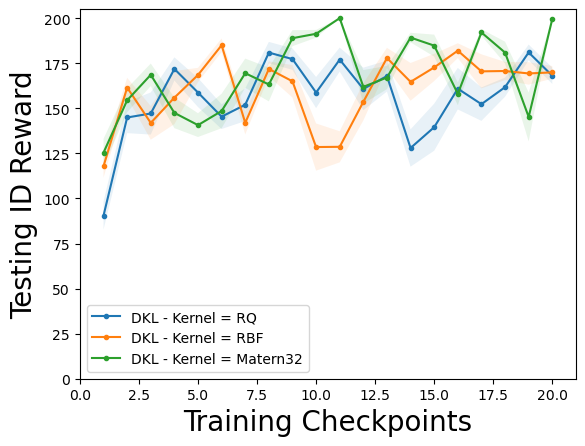 Testing ID Reward
200
175
150
125
100
75
50
25
0
DKL - Kernel = RQ
DKL - Kernel = RBF
DKL - Kernel = Matern32
0.0 2.5 5.0 7.5 10.0 12.5 15.0 17.5 20.0
Training Checkpoints